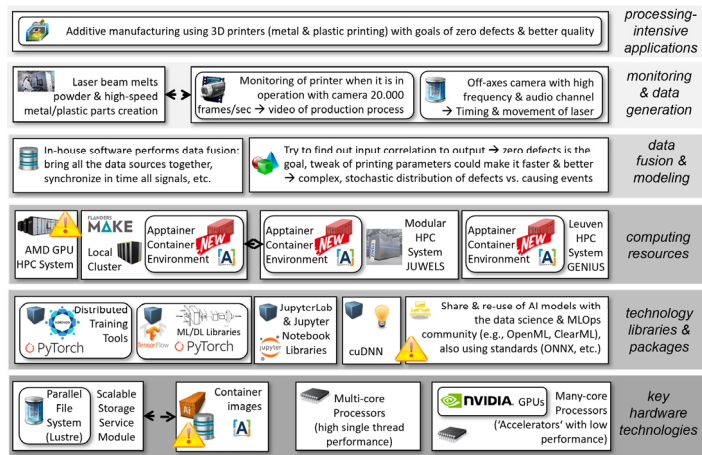 Additive manufacturing using 3D printers (metal & plastic printing) with goals of zero defects & better quality
processing-
intensive
applications
Laser beam melts
powder & high-speed
metal/plastic parts creation
Monitoring of printer when it is in
operation with camera 20.000
frames/sec → video of production process
Off-axes camera with high
frequency & audio channel
→ Timing & movement of laser
monitoring
& data
generation
In-house software performs data fusion:
bring all the data sources together,
synchronize in time all signals, etc.
Try to find out input correlation to output → zero defects is the
goal, tweak of printing parameters could make it faster & better
→ complex, stochastic distribution of defects vs. causing events
data
fusion &
modeling
AMD GPU
HPC System
FLANDERS
MAKE
Local
Cluster
Apptainer
Container
Environment
NEW
[A]
Apptainer
Container
Environment
NEW
[A]
Modular
HPC
System
JUWELS
Apptainer
Container
Environment
NEW
[A]
Leuven
HPC
System
GENIUS
computing
resources
Distributed
Training
Tools
HOROVOD
PyTorch
ML/DL Libraries
TensorFlow
PyTorch
JupyterLab
& Jupyter
Notebook
Libraries
jupyter
cuDNN
Share & re-use of AI models with
the data science & MLOps
community (e.g., OpenML, ClearML),
also using standards (ONNX, etc.)
technology
libraries &
packages
Parallel
File
System
(Lustre)
Scalable
Storage
Service
Module
Ai
Container
images
[A]
Multi-core
Processors
(high single thread
performance)
NVIDIA. GPUs
Many-core
Processors
('Accelerators' with low
performance)
key
hardware
technologies